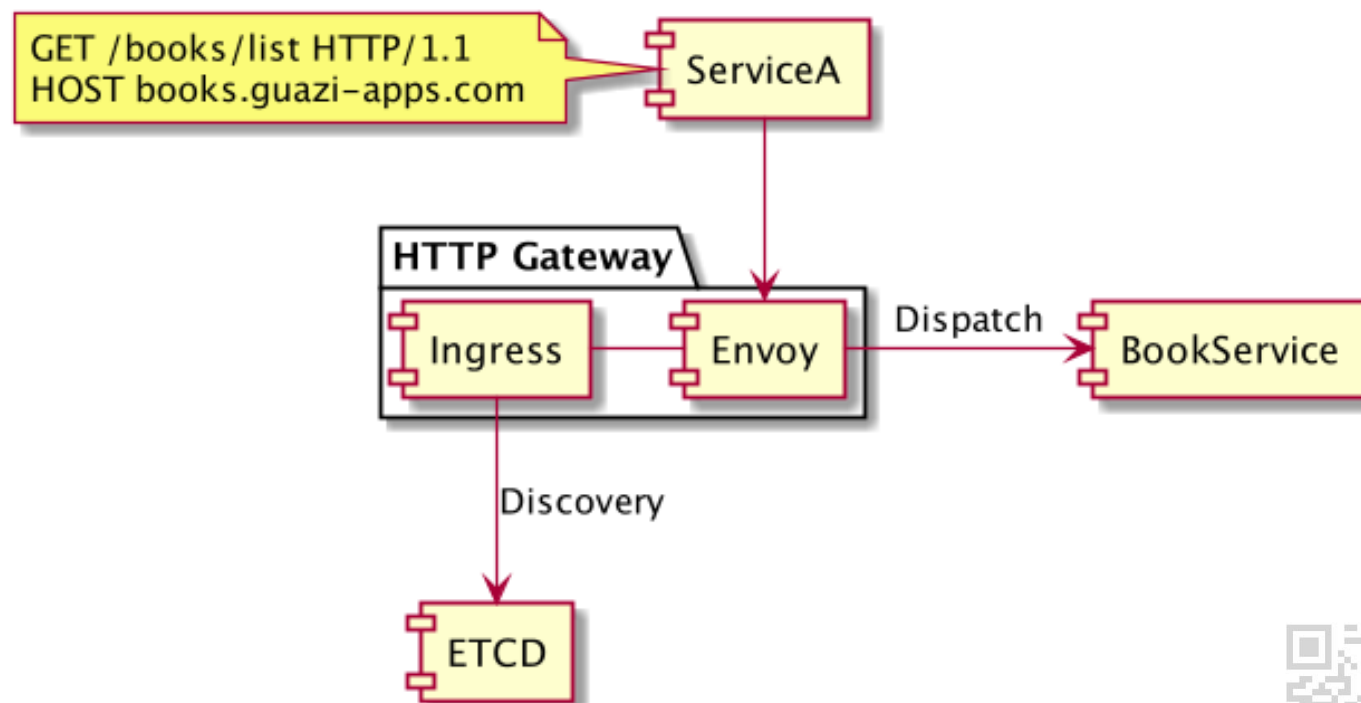 GET /books/list HTTP/1.1
HOST books.guazi-apps.com
ServiceA
HTTP Gateway
Ingress
Envoy
Dispatch
BookService
Discovery
ETCD